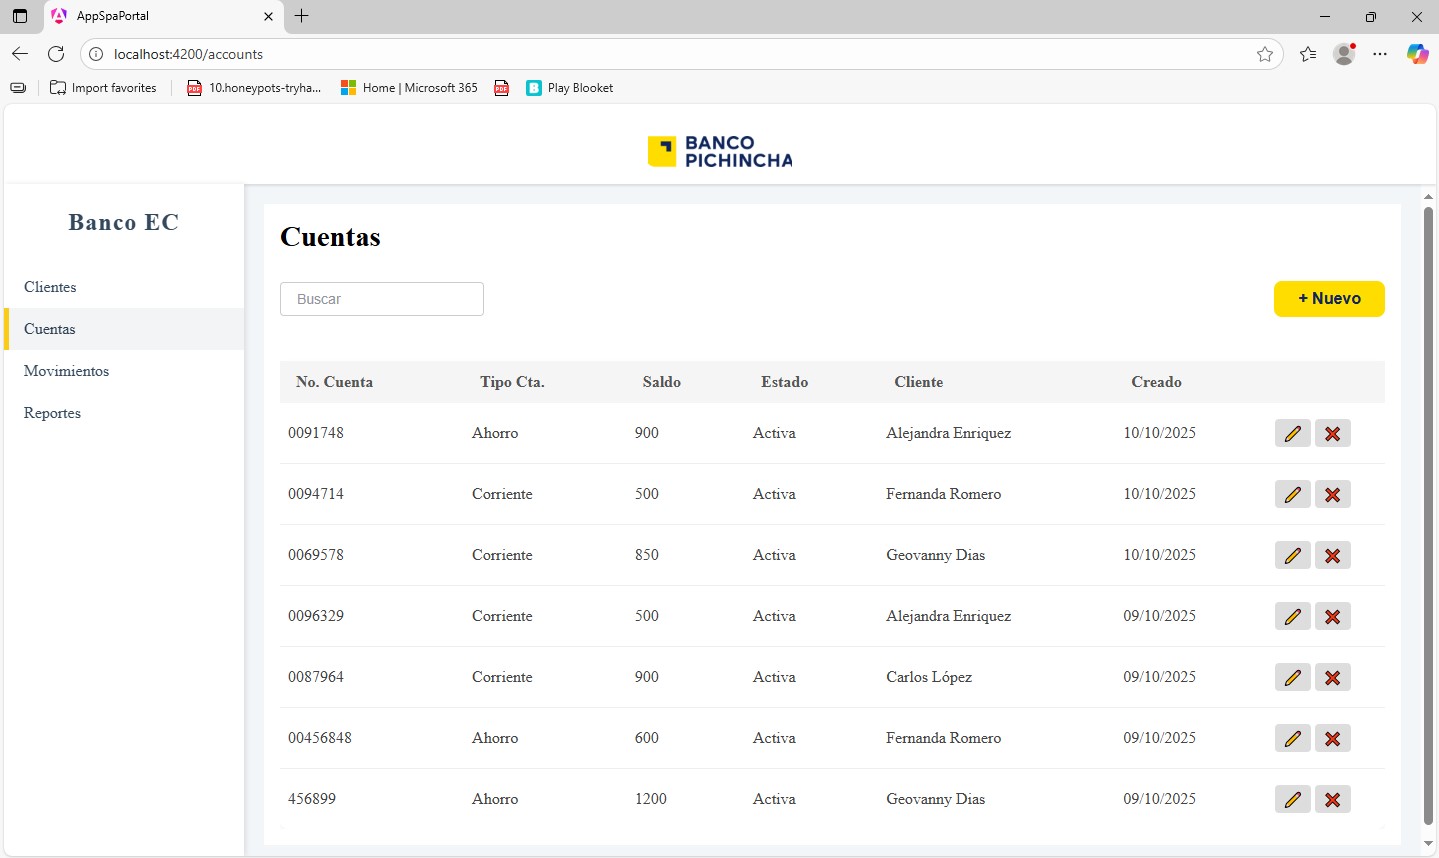 AppSpaPortal
localhost:4200/accounts
Import favorites
10.honeypots-tryha...
Home | Microsoft 365
Play Blooket
BANCO
PICHINCHA
Banco EC
Clientes
Cuentas
Movimientos
Reportes
Cuentas
Buscar
+ Nuevo
No. Cuenta Tipo Cta. Saldo Estado Cliente Creado
0091748 Ahorro 900 Activa Alejandra Enriquez 10/10/2025
0094714 Corriente 500 Activa Fernanda Romero 10/10/2025
0069578 Corriente 850 Activa Geovanny Dias 10/10/2025
0096329 Corriente 500 Activa Alejandra Enriquez 09/10/2025
0087964 Corriente 900 Activa Carlos López 09/10/2025
00456848 Ahorro 600 Activa Fernanda Romero 09/10/2025
456899 Ahorro 1200 Activa Geovanny Dias 09/10/2025